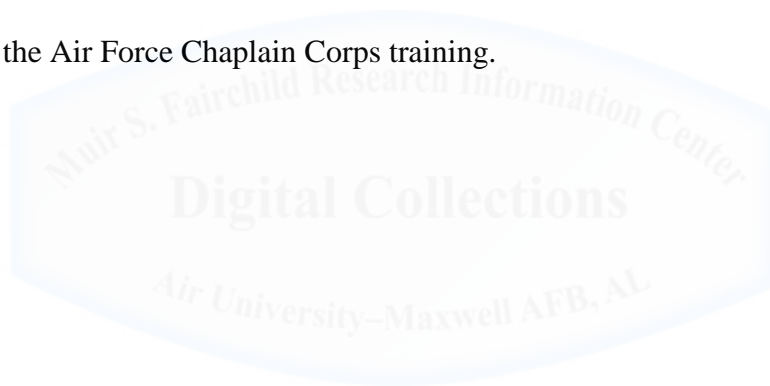 the Air Force Chaplain Corps training.
Muir S. Fairchild Research Information Center
Digital Collections
Air University–Maxwell AFB, AL